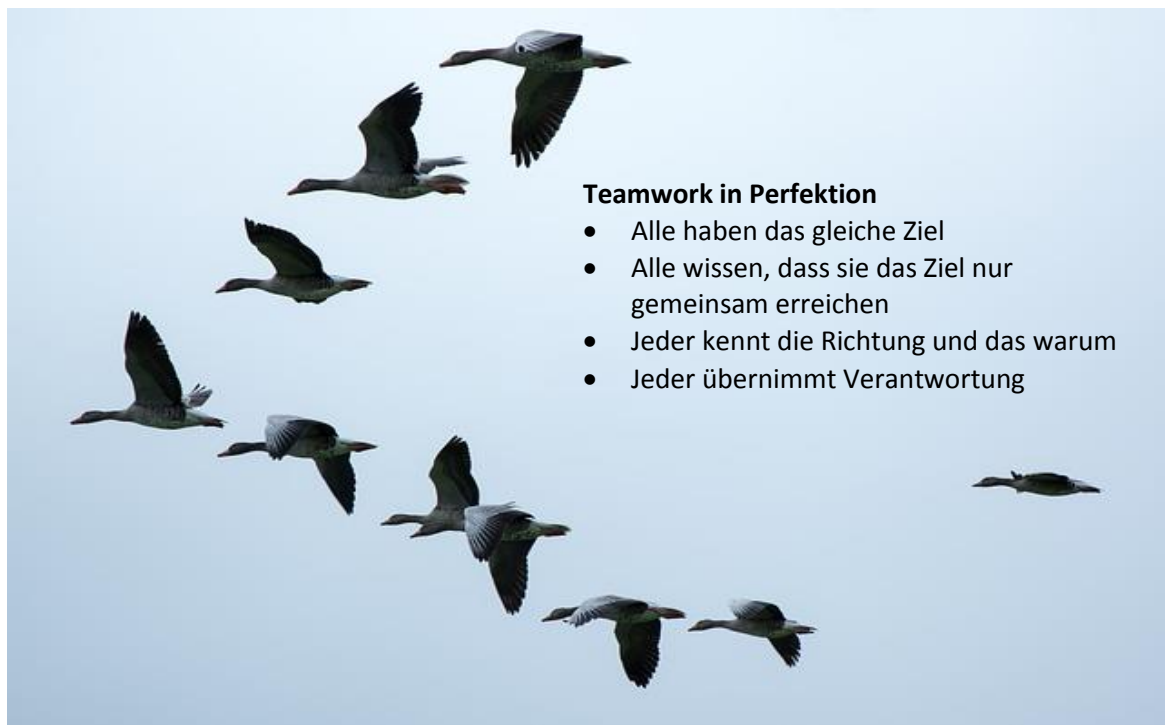 Teamwork in Perfektion
• Alle haben das gleiche Ziel
• Alle wissen, dass sie das Ziel nur
gemeinsam erreichen
• Jeder kennt die Richtung und das warum
• Jeder übernimmt Verantwortung